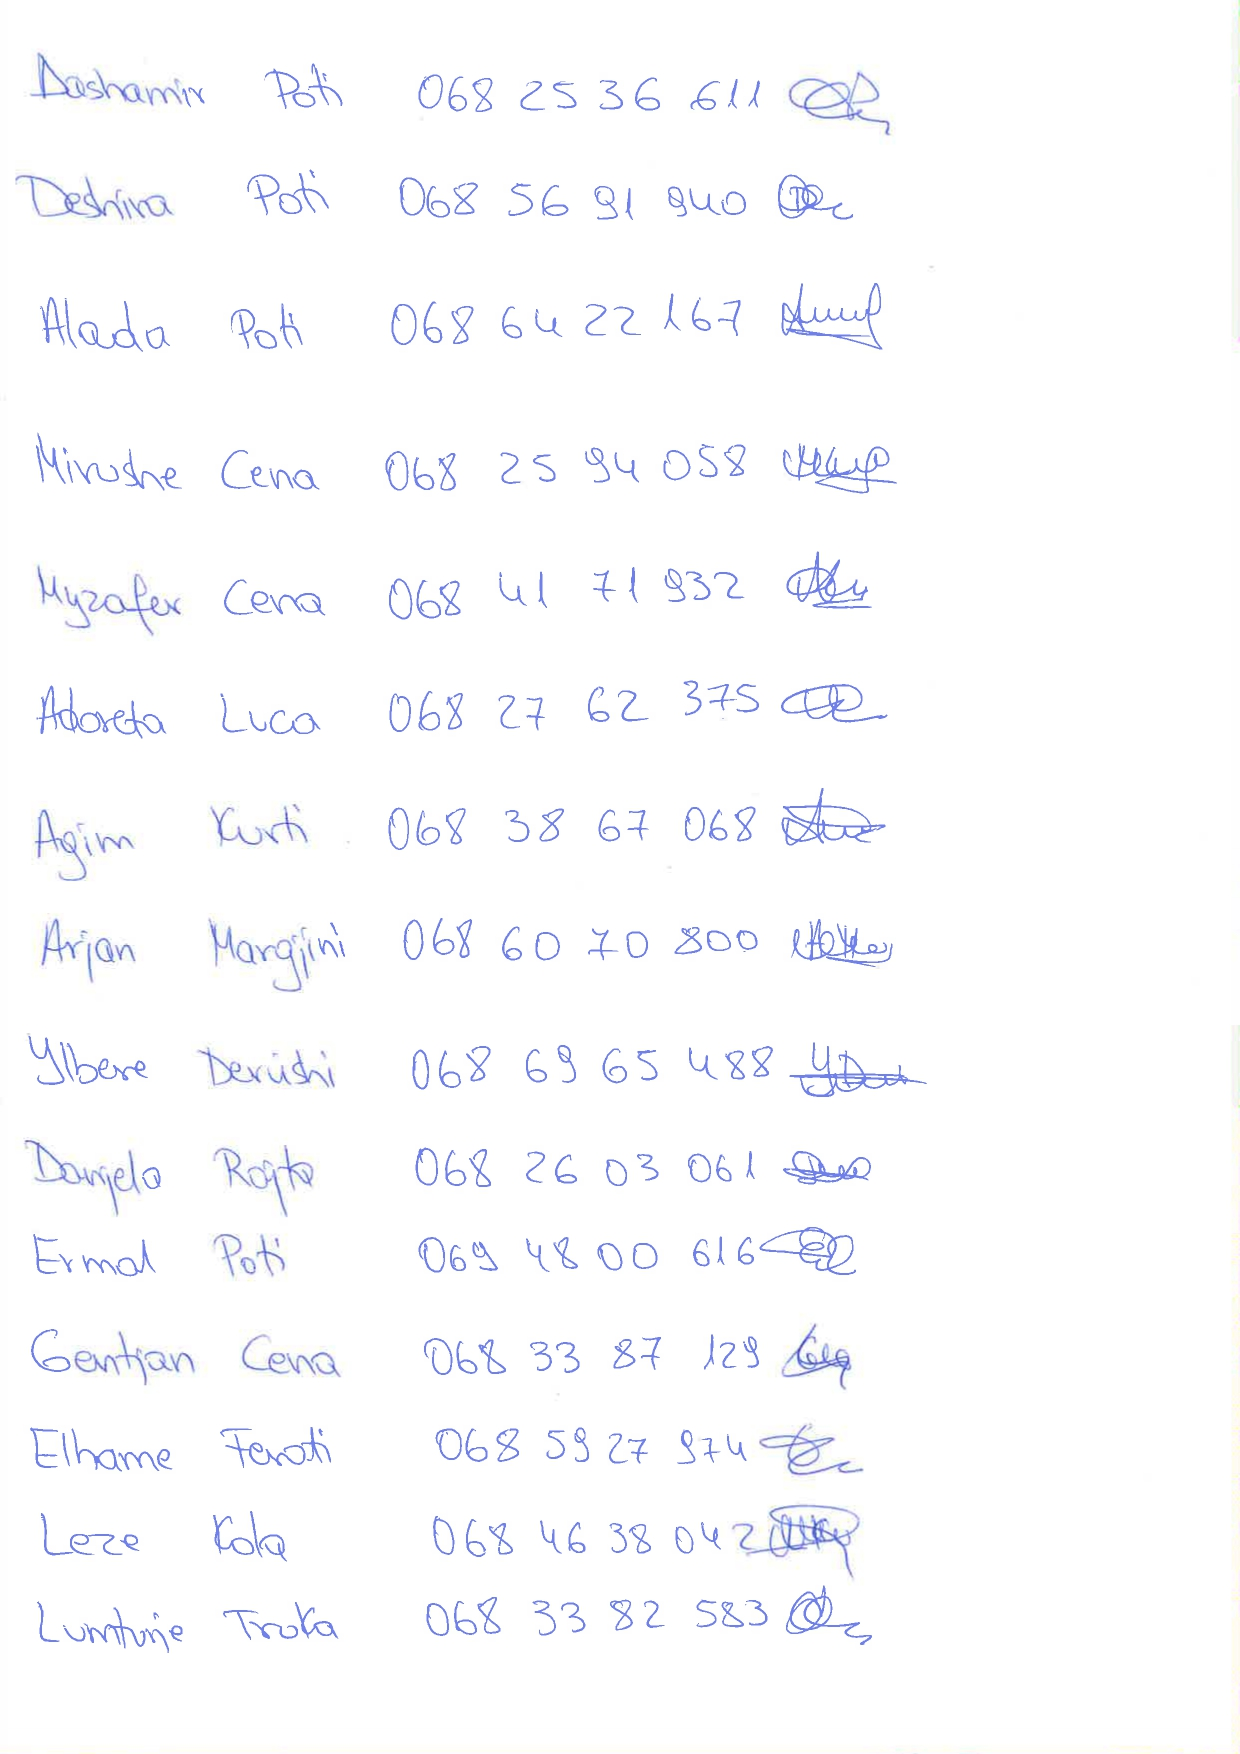 Dashamir Poti 068 25 36 611
Deshira Poti 068 56 91 940
Alada Poti 068 64 22 167
Mirushe Cena 068 25 94 058
Myzafer Cena 068 41 71 932
Adoreta Luca 068 27 62 375
Agim Kurti 068 38 67 068
Arjan Margjini 068 60 70 800
Ylbere Dervishi 068 69 65 488
Danjela 068 26 03 061
Ermal Poti 069 48 00 616
Gentjan Cena 068 33 87 129
Elhame Feroti 068 59 27 974
Leze Kola 068 46 38 042
Lumturije Troka 068 33 82 583